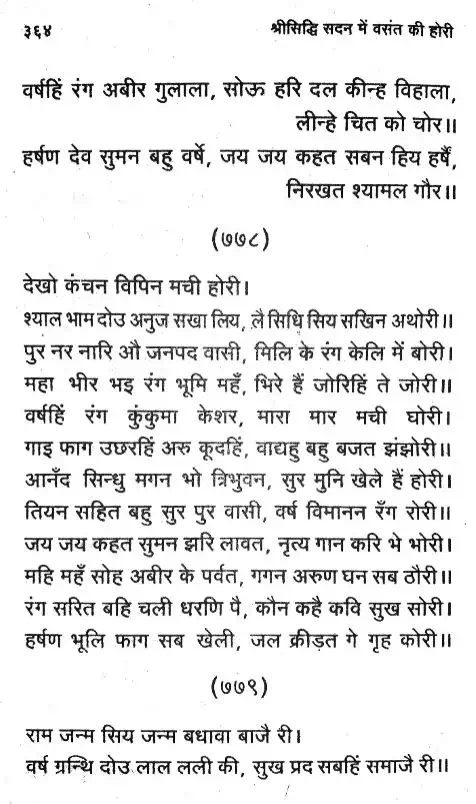 ३६४ श्रीसिद्धि सदन में वसंत की होरी
वर्षहिं रंग अबीर गुलाला, सोऊ हरि दल कीन्ह विहाला,
लीन्हे चित को चोर॥
हर्षण देव सुमन बहु वर्षे, जय जय कहत सबन हिय हर्षे,
निरखत श्यामल गौर॥
(७७८)
देखो कंचन विपिन मची होरी।
श्याल भाम दोउ अनुज सखा लिय, लै सिधि सिय सखिन अथोरी॥
पुर नर नारि औ जनपद वासी, मिलि के रंग केलि में बोरी।
महा भीर भइ रंग भूमि महँ, भिरे हैं जोरिहिं ते जोरी॥
वर्षहिं रंग कुंकुमा केशर, मारा मार मची घोरी।
गाइ फाग उछरहिं अरु कूदहिं, वाद्यहु बहु बजत झंझोरी॥
आनँद सिन्धु मगन भो त्रिभुवन, सुर मुनि खेले हैं होरी।
तियन सहित बहु सुर पुर वासी, वर्ष विमानन रँग रोरी॥
जय जय कहत सुमन झरि लावत, नृत्य गान करि भे भोरी।
महि महँ सोह अबीर के पर्वत, गगन अरुण घन सब ठौरी॥
रंग सरित बहि चली धरणि पै, कौन कहै कवि सुख सोरी।
हर्षण भूलि फाग सब खेली, जल क्रीड़त गे गृह कोरी॥
(७७९)
राम जन्म सिय जन्म बधावा बाजै री।
वर्ष ग्रन्थि दोउ लाल लली की, सुख प्रद सबहिं समाजै री॥